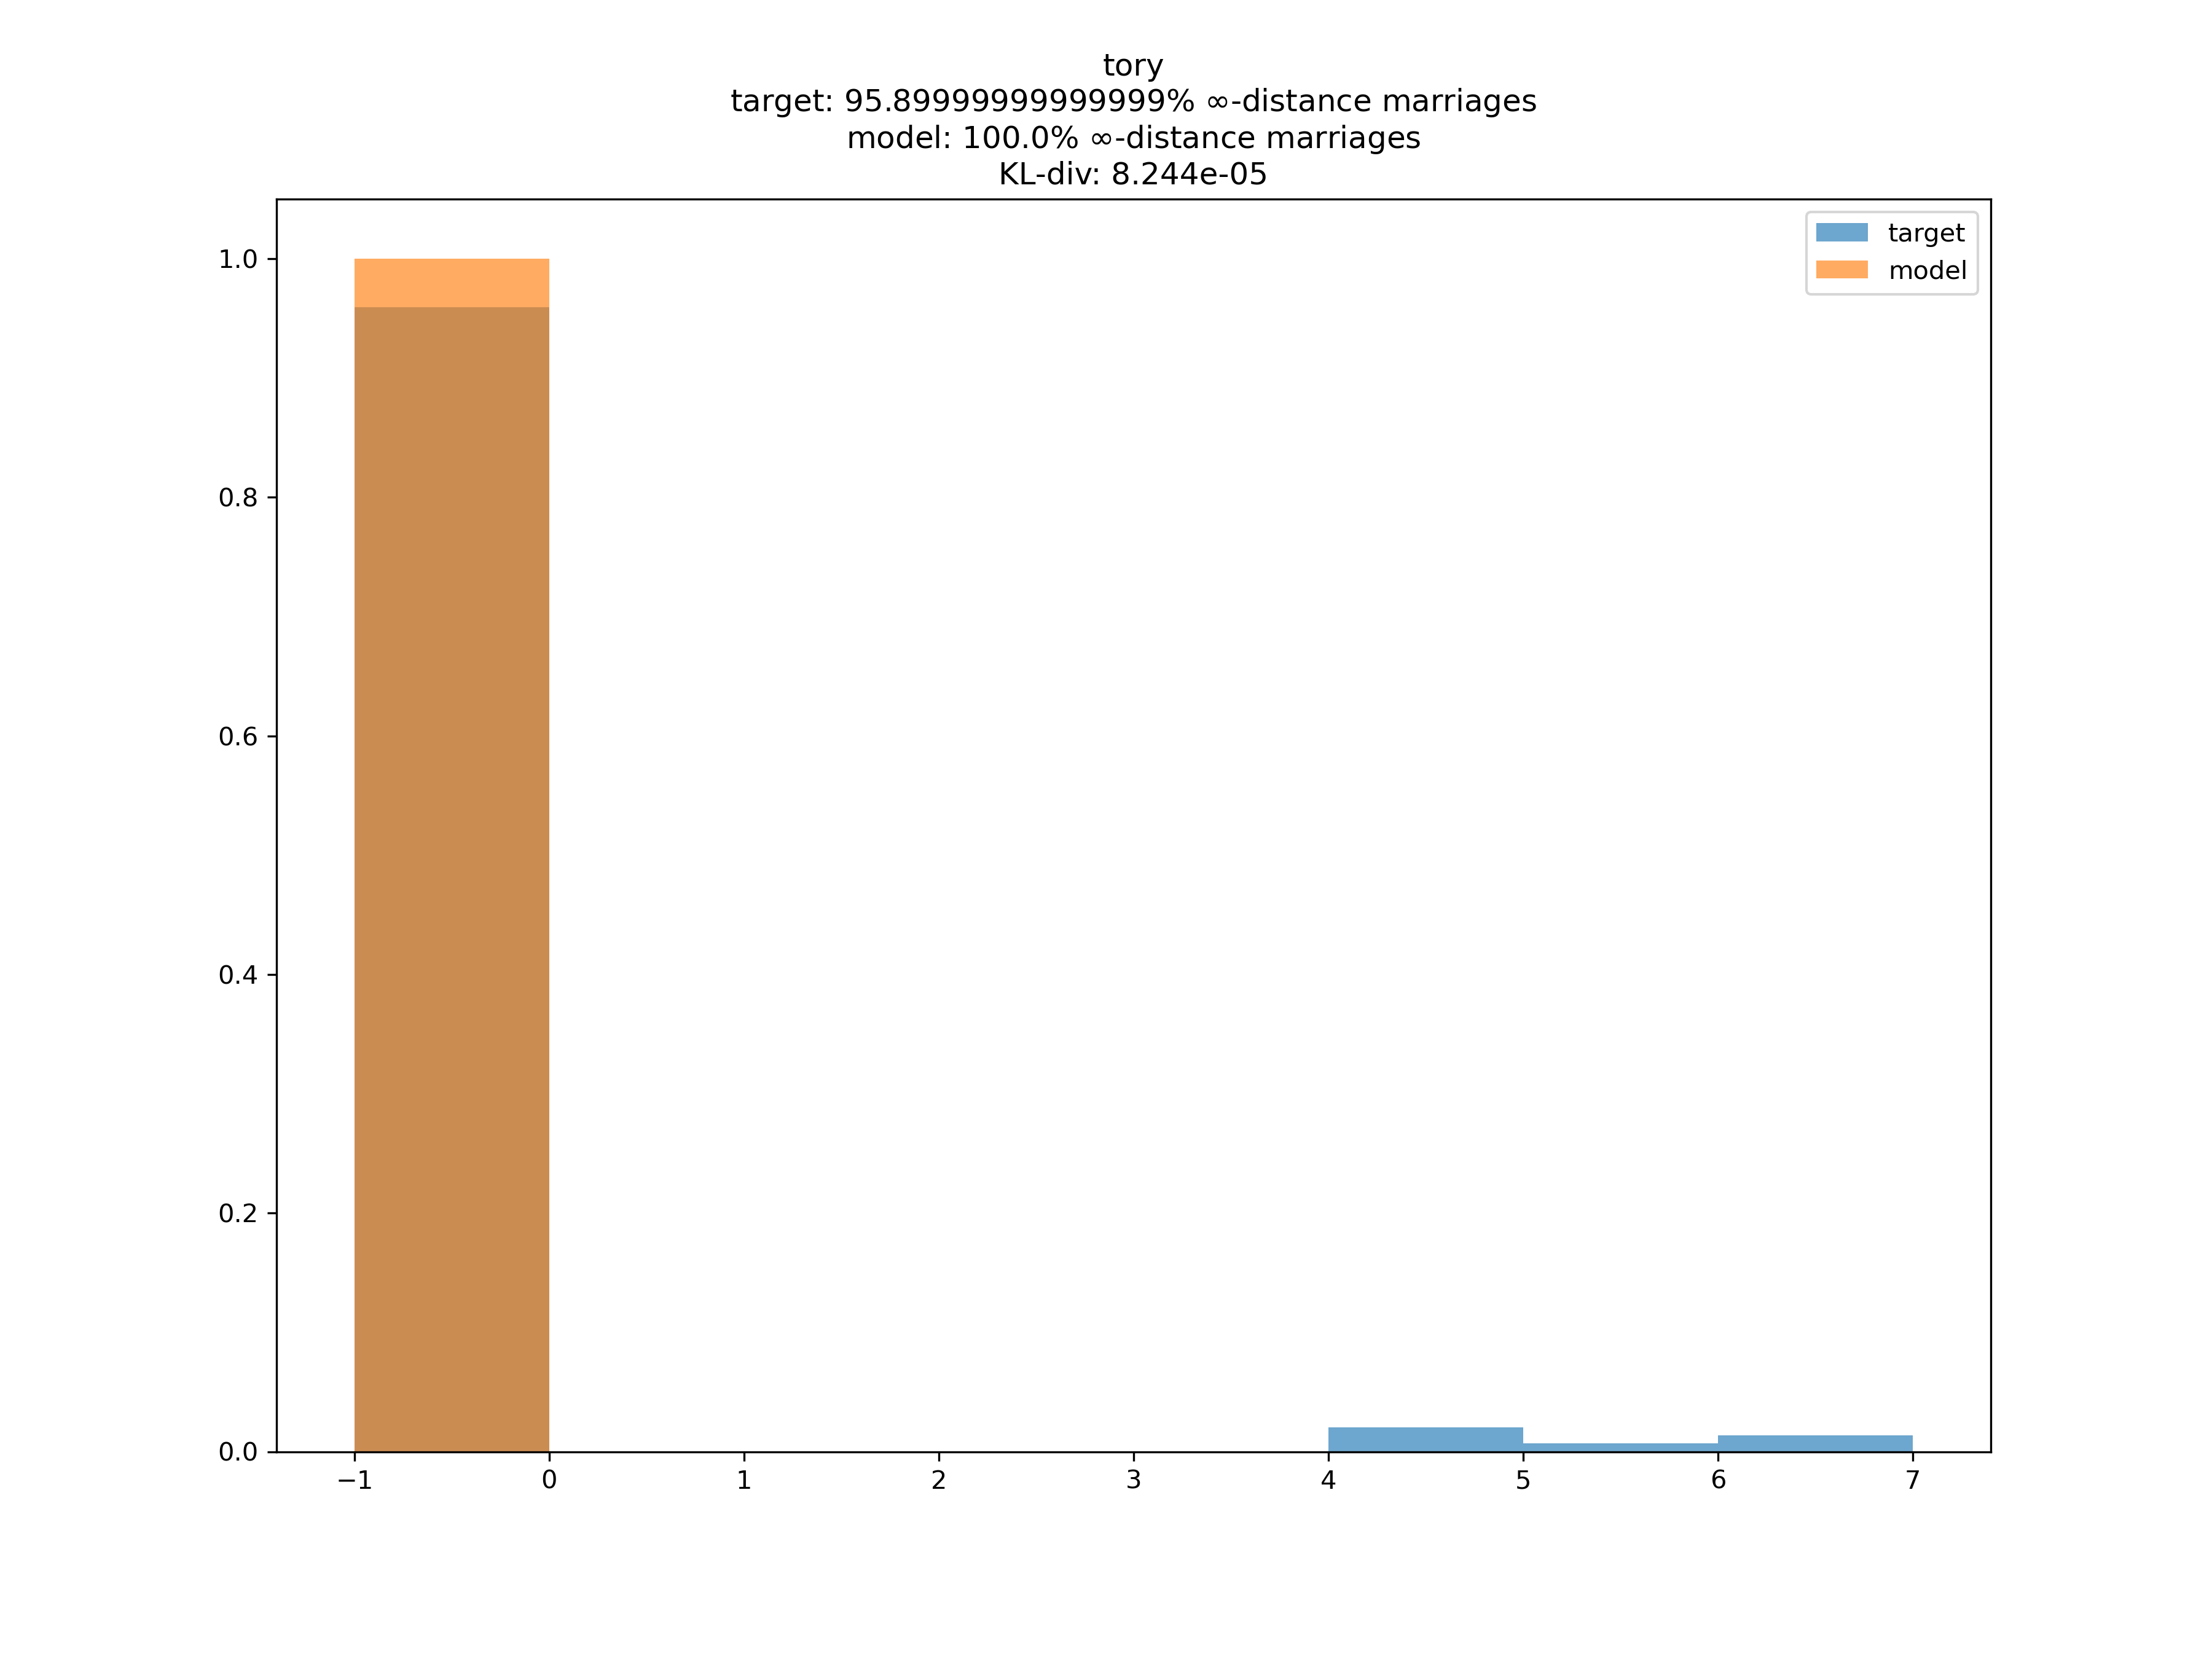 tory
target: 95.89999999999999% ∞-distance marriages
model: 100.0% ∞-distance marriages
KL-div: 8.244e-05
target
model
1.0
0.8
0.6
0.4
0.2
0.0
−1 0 1 2 3 4 5 6 7